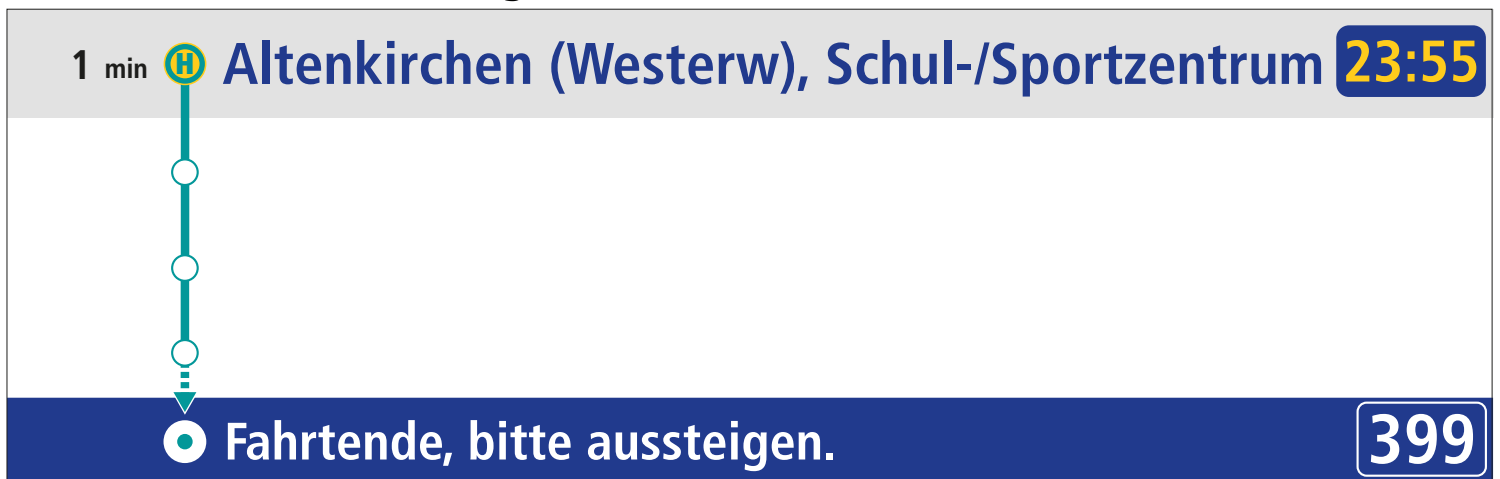 1 min H Altenkirchen (Westerw), Schul-/Sportzentrum 23:55
Fahrtende, bitte aussteigen. 399